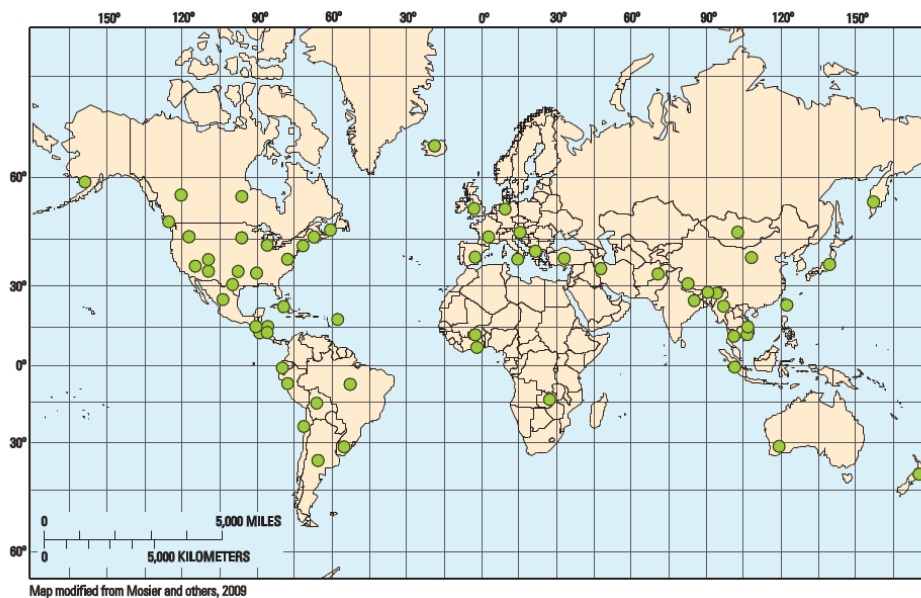 150° 120° 90° 60° 30° 0° 30° 60° 90° 120° 150°
60°
30°
0°
30°
60°
0 5,000 MILES
0 5,000 KILOMETERS
Map modified from Mosier and others, 2009